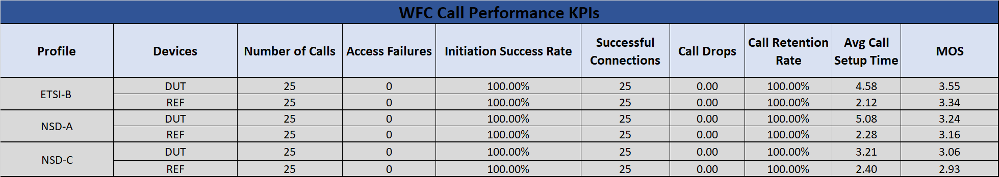 WFC Call Performance KPIs
Profile Devices Number of Calls Access Failures Initiation Success Rate Successful Connections Call Drops Call Retention Rate Avg Call Setup Time MOS
ETSI-B DUT 25 0 100.00% 25 0.00 100.00% 4.58 3.55
REF 25 0 100.00% 25 0.00 100.00% 2.12 3.34
NSD-A DUT 25 0 100.00% 25 0.00 100.00% 5.08 3.24
REF 25 0 100.00% 25 0.00 100.00% 2.28 3.16
NSD-C DUT 25 0 100.00% 25 0.00 100.00% 3.21 3.06
REF 25 0 100.00% 25 0.00 100.00% 2.40 2.93